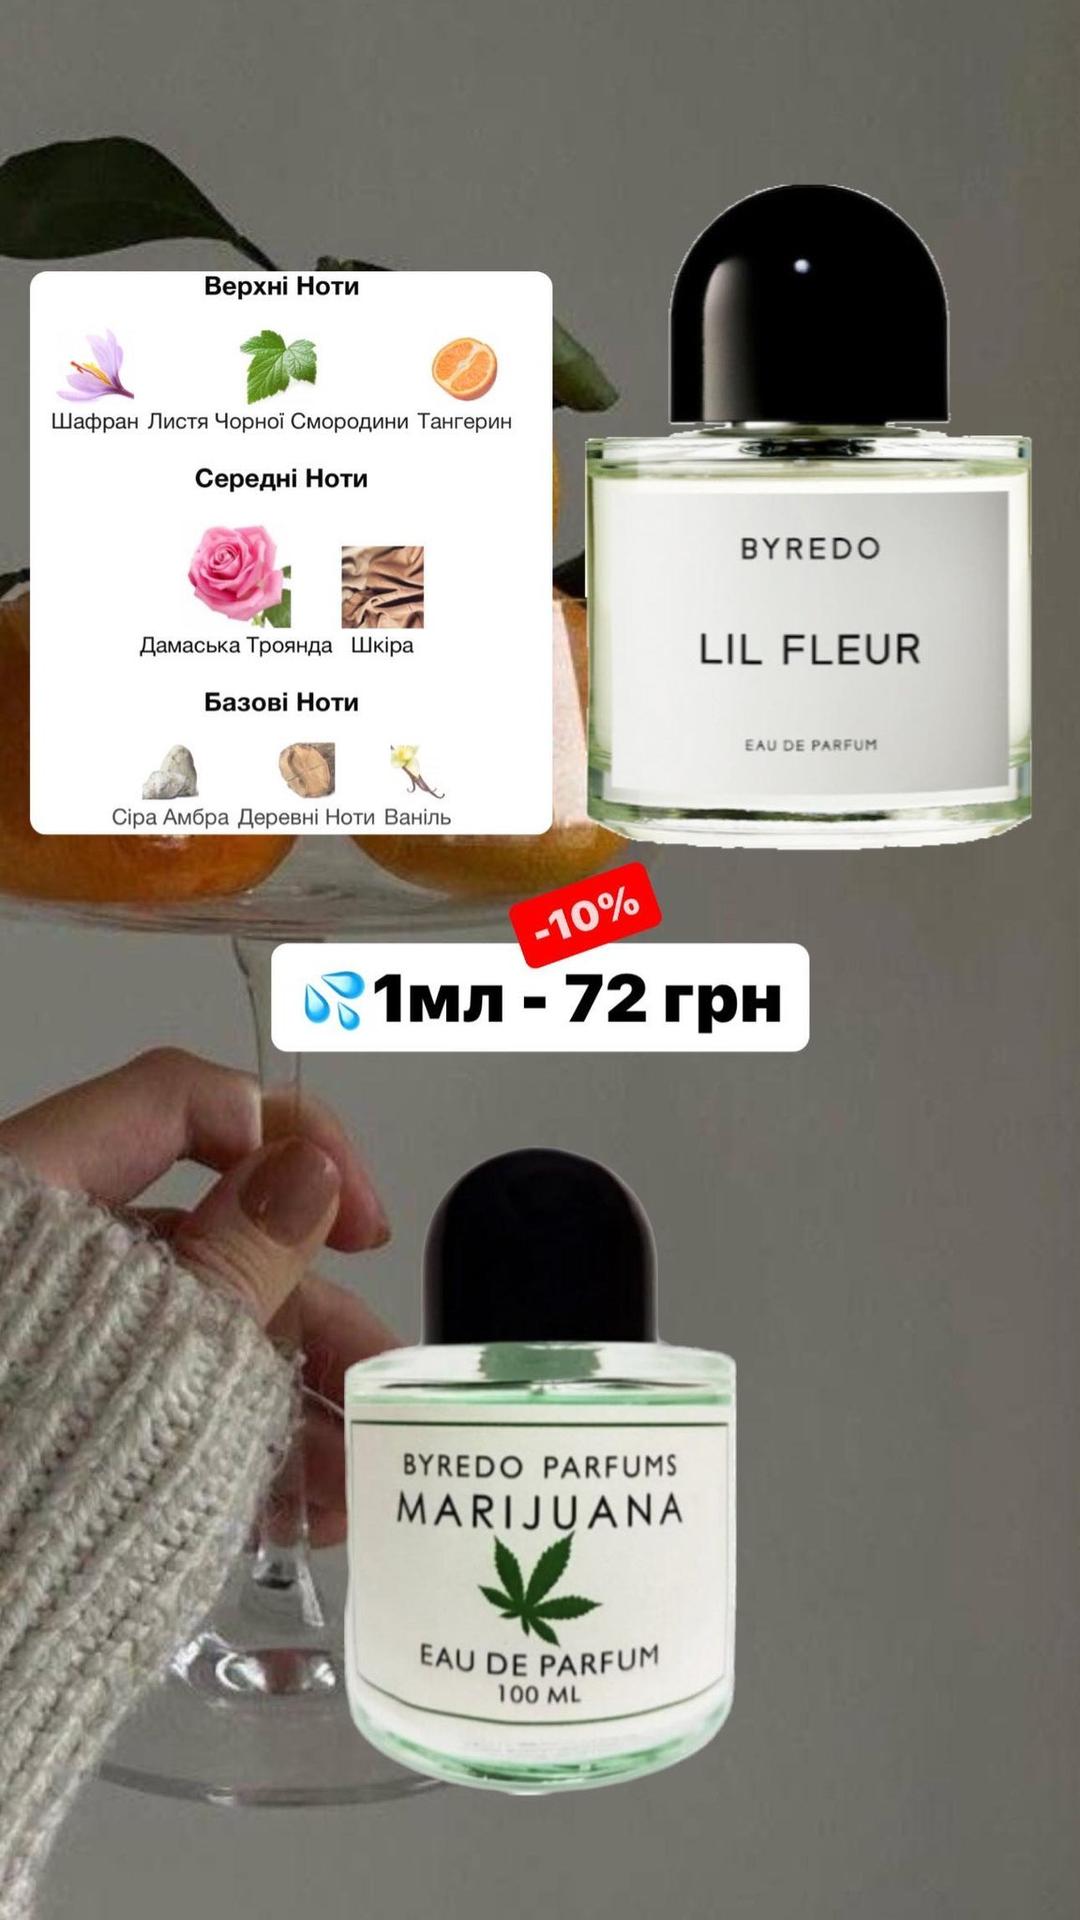 Верхні Ноти
Шафран Листя Чорної Смородини Тангерин
Середні Ноти
Дамаська Троянда Шкіра
Базові Ноти
Сіра Амбра Деревні Ноти Ваніль
BYREDO
LIL FLEUR
EAU DE PARFUM
-10%
💦1мл - 72 грн
BYREDO PARFUMS
MARIJUANA
EAU DE PARFUM
100 ML